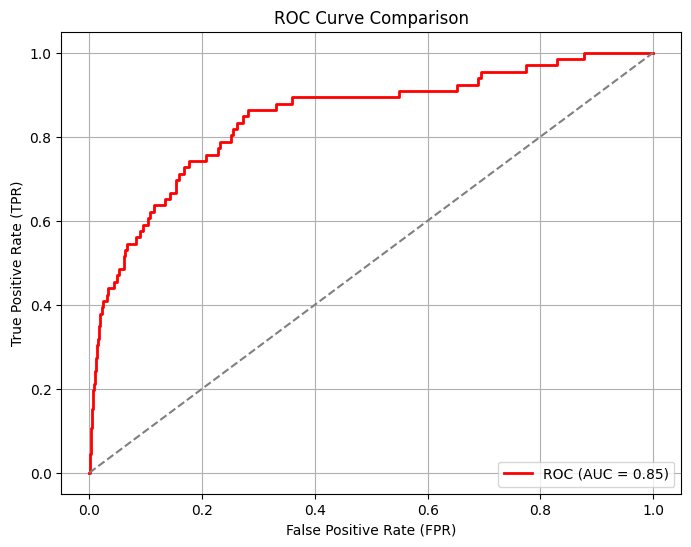 ROC Curve Comparison
1.0
0.8
0.6
0.4
0.2
0.0
True Positive Rate (TPR)
ROC (AUC = 0.85)
0.0 0.2 0.4 0.6 0.8 1.0
False Positive Rate (FPR)